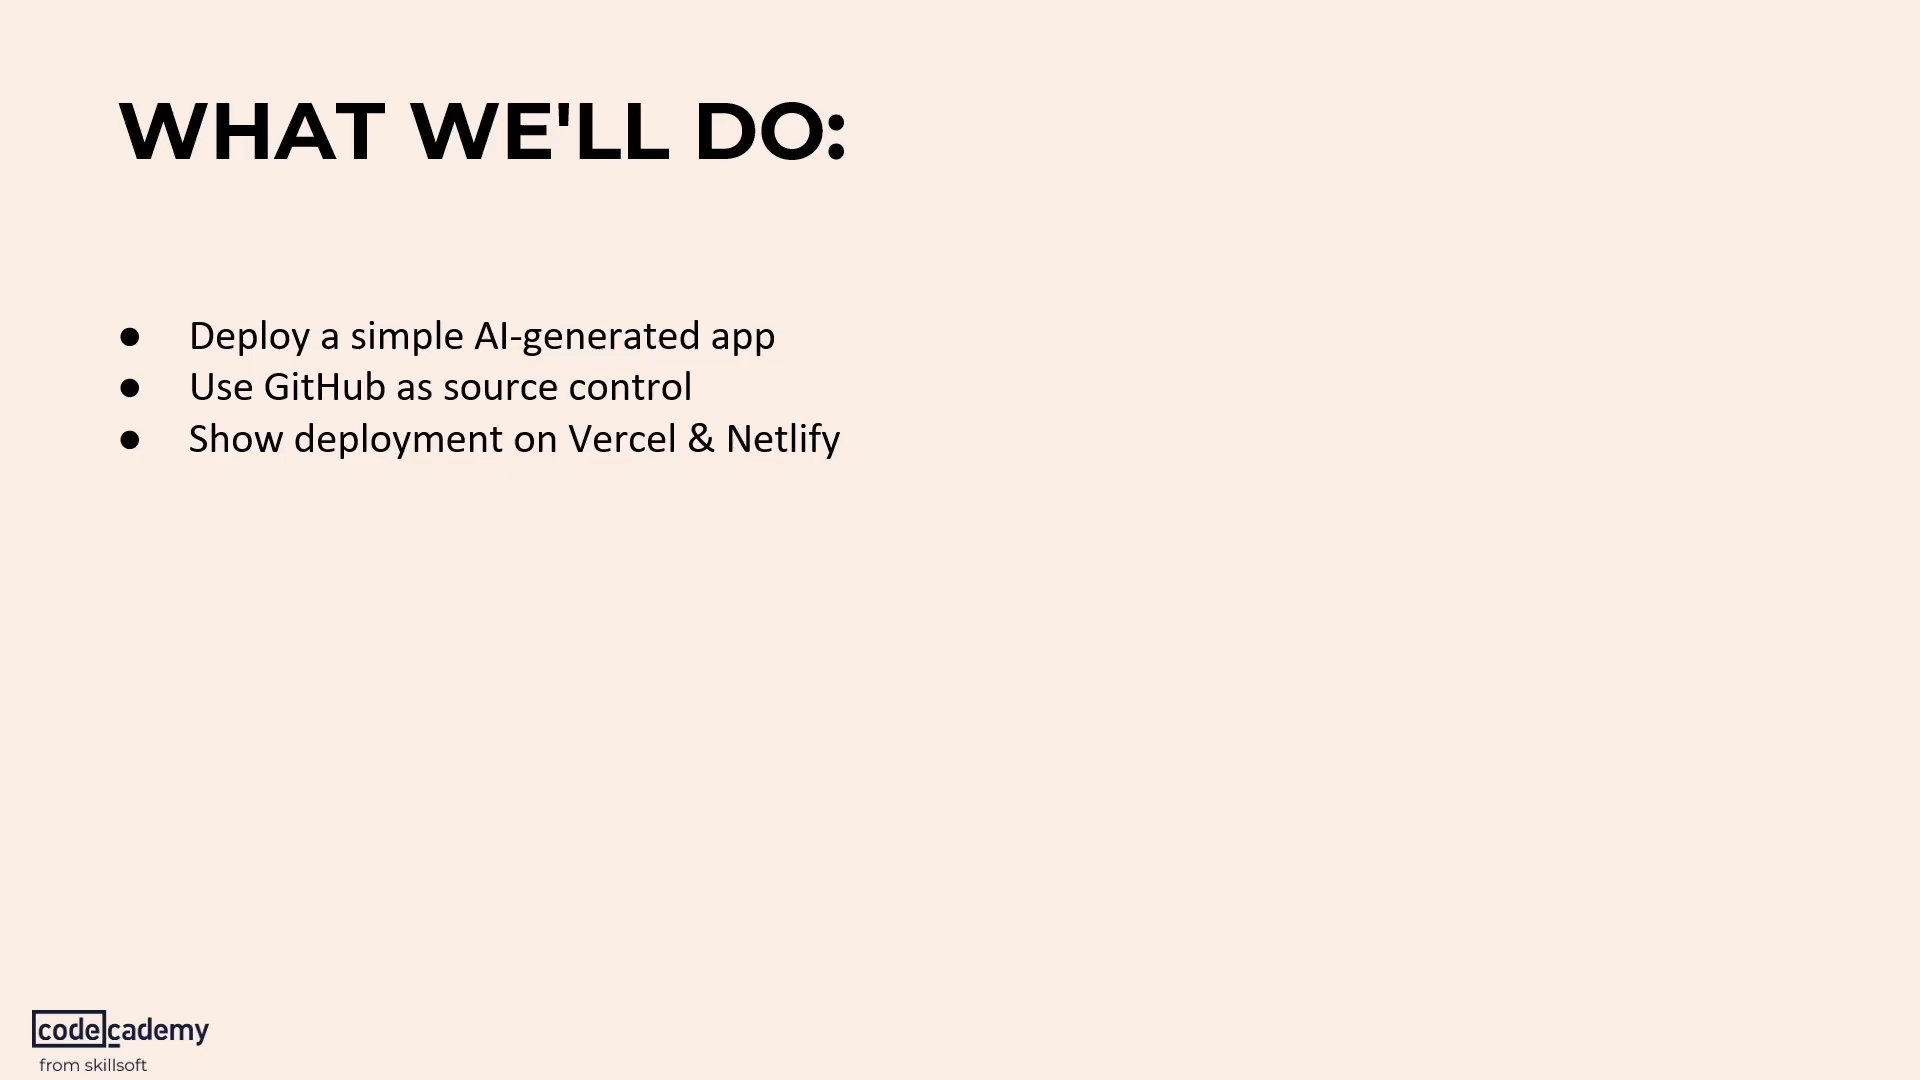 WHAT WE'LL DO:
● Deploy a simple AI-generated app
● Use GitHub as source control
● Show deployment on Vercel & Netlify
codecademy
from skillsoft